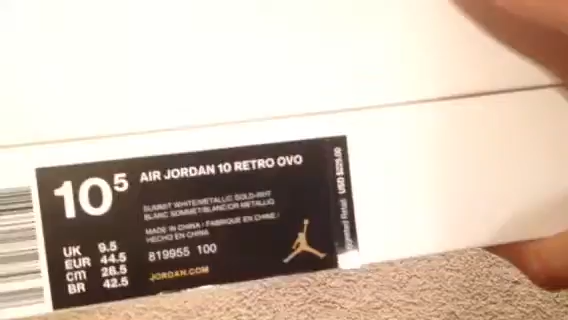 10⁵
AIR JORDAN 10 RETRO OVO
SUMMIT WHITE/METALLIC GOLD-WHT
BLANC SOMMET/BLANC/OR METALLIQ
MADE IN CHINA / FABRIQUE EN CHINE /
HECHO EN CHINA
819955 100
JORDAN.COM
UK 9.5
EUR 44.5
cm 28.5
BR 42.5
Suggested Retail: USD $225.00